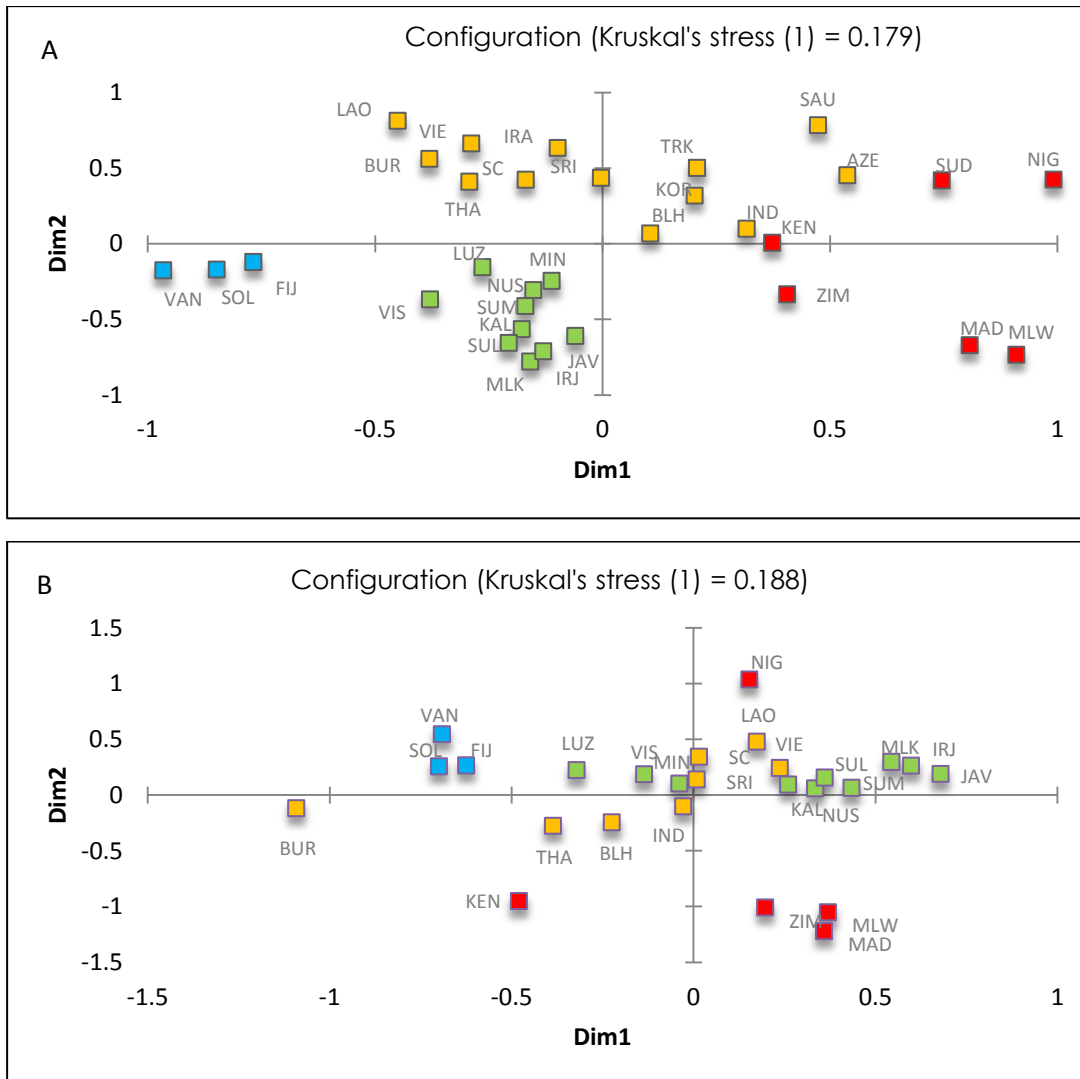 A
Configuration (Kruskal's stress (1) = 0.179)
1
0.5
0
-0.5
-1
Dim2
LAO
VIE
IRA
BUR
SC
SRI
THA
TRK
KOR
BLH
SAU
AZE
SUD
NIG
IND
KEN
ZIM
MAD
MLW
VAN
SOL
FIJ
LUZ
MIN
NUS
VIS
SUM
KAL
SUL
JAV
MLK
IRJ
-1
-0.5
0
0.5
1
Dim1
B
Configuration (Kruskal's stress (1) = 0.188)
1.5
1
0.5
0
-0.5
-1
-1.5
Dim2
NIG
VAN
LAO
SOL
FIJ
LUZ
VIS
MIN
SC
VIE
SUL
MLK
IRJ
SRI
SUM
JAV
KAL
NUS
IND
BUR
THA
BLH
KEN
ZIM
MLW
MAD
-1.5
-1
-0.5
0
0.5
1
Dim1